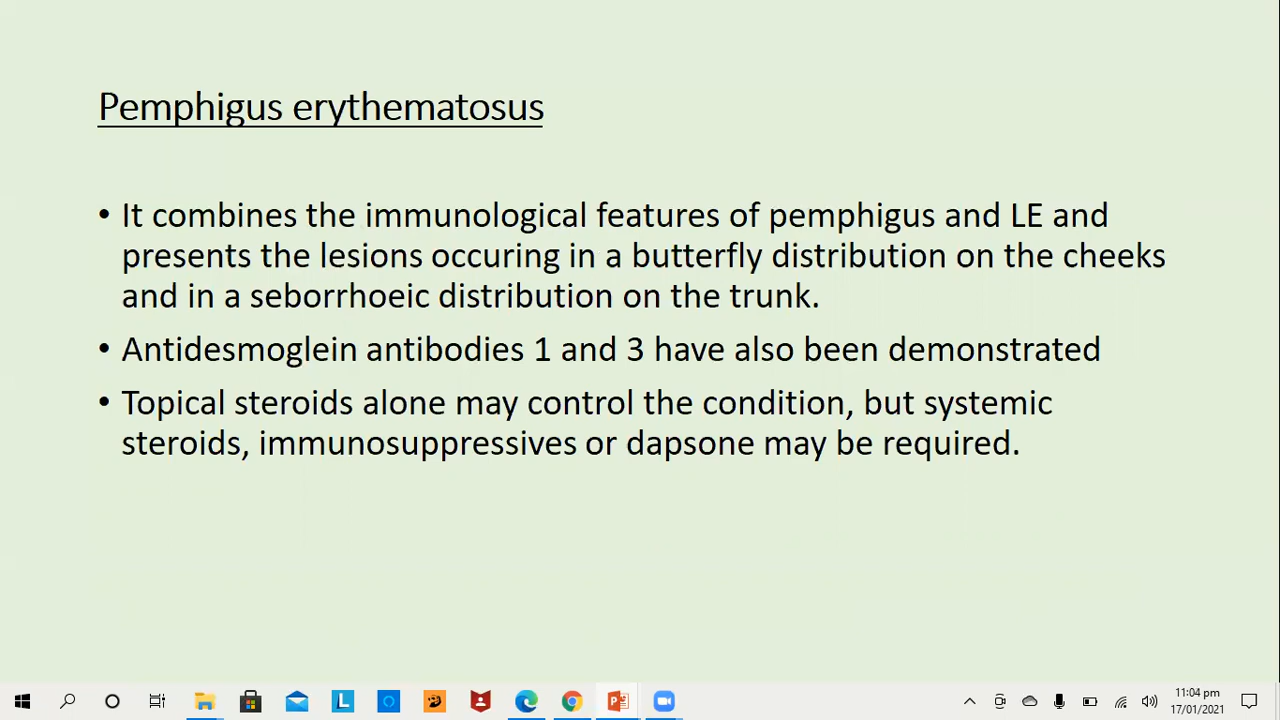 Pemphigus erythematosus
• It combines the immunological features of pemphigus and LE and
presents the lesions occuring in a butterfly distribution on the cheeks
and in a seborrhoeic distribution on the trunk.
• Antidesmoglein antibodies 1 and 3 have also been demonstrated
• Topical steroids alone may control the condition, but systemic
steroids, immunosuppressives or dapsone may be required.
11:04 pm
17/01/2021